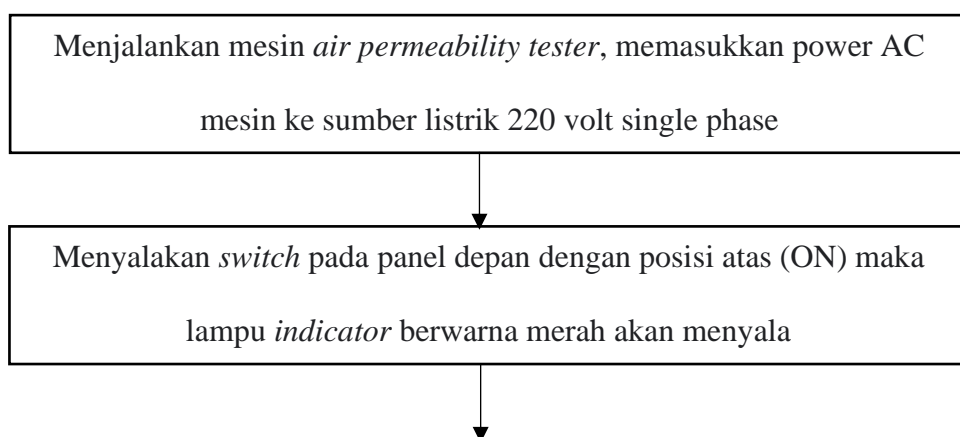 Menjalankan mesin air permeability tester, memasukkan power AC
mesin ke sumber listrik 220 volt single phase
Menyalakan switch pada panel depan dengan posisi atas (ON) maka
lampu indicator berwarna merah akan menyala